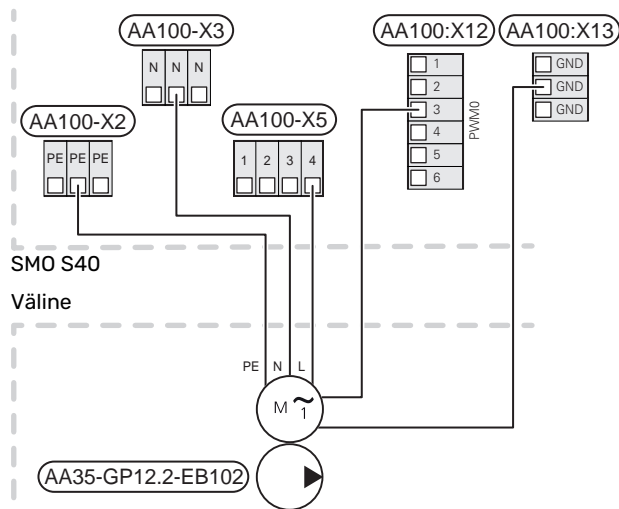 AA100-X3
AA100:X12
AA100:X13
N N N
1
2
3
4
5
6
PWM0
GND
GND
GND
AA100-X2
AA100-X5
PE PE PE
1 2 3 4
SMO S40
Väline
PE N L
M ~
1
AA35-GP12.2-EB102